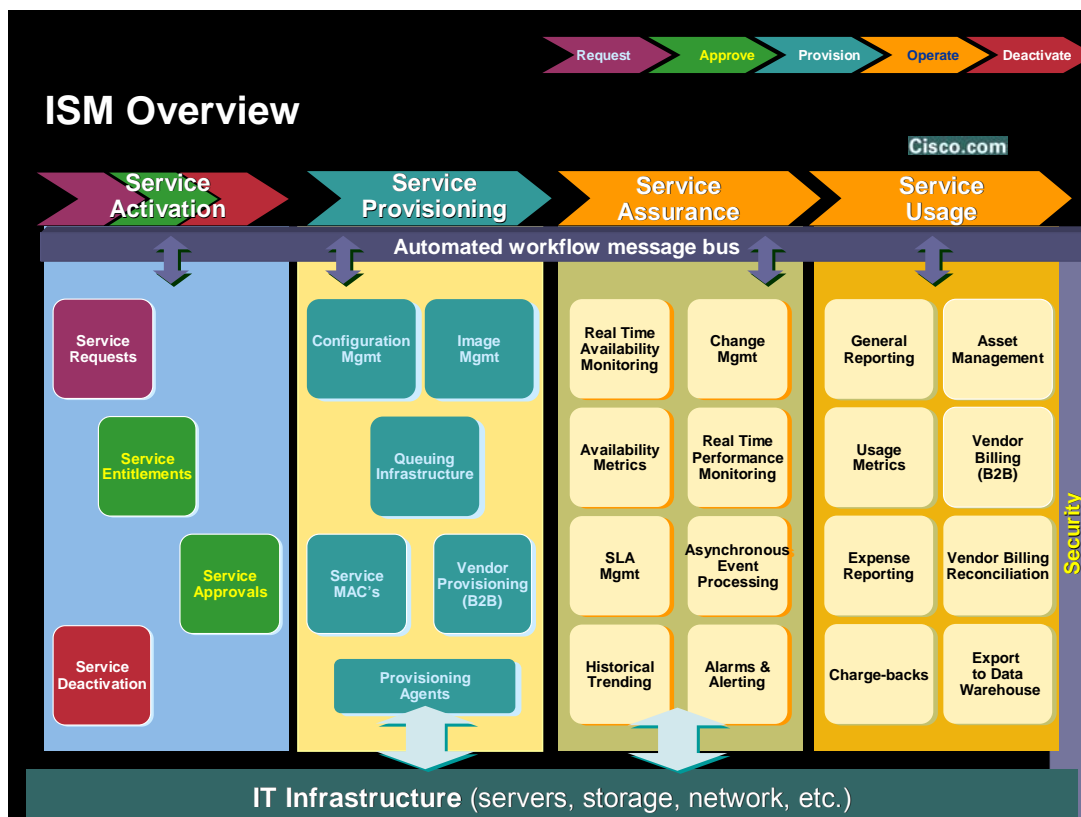 Request
Approve
Provision
Operate
Deactivate
ISM Overview
Cisco.com
Service
Activation
Service
Provisioning
Service
Assurance
Service
Usage
Automated workflow message bus
Service
Requests
Service
Entitlements
Service
Approvals
Service
Deactivation
Configuration
Mgmt
Image
Mgmt
Queuing
Infrastructure
Service
MAC's
Vendor
Provisioning
(B2B)
Provisioning
Agents
Real Time
Availability
Monitoring
Change
Mgmt
Availability
Metrics
Real Time
Performance
Monitoring
SLA
Mgmt
Asynchronous
Event
Processing
Historical
Trending
Alarms &
Alerting
General
Reporting
Asset
Management
Usage
Metrics
Vendor
Billing
(B2B)
Expense
Reporting
Vendor Billing
Reconciliation
Charge-backs
Export
to Data
Warehouse
Security
IT Infrastructure (servers, storage, network, etc.)